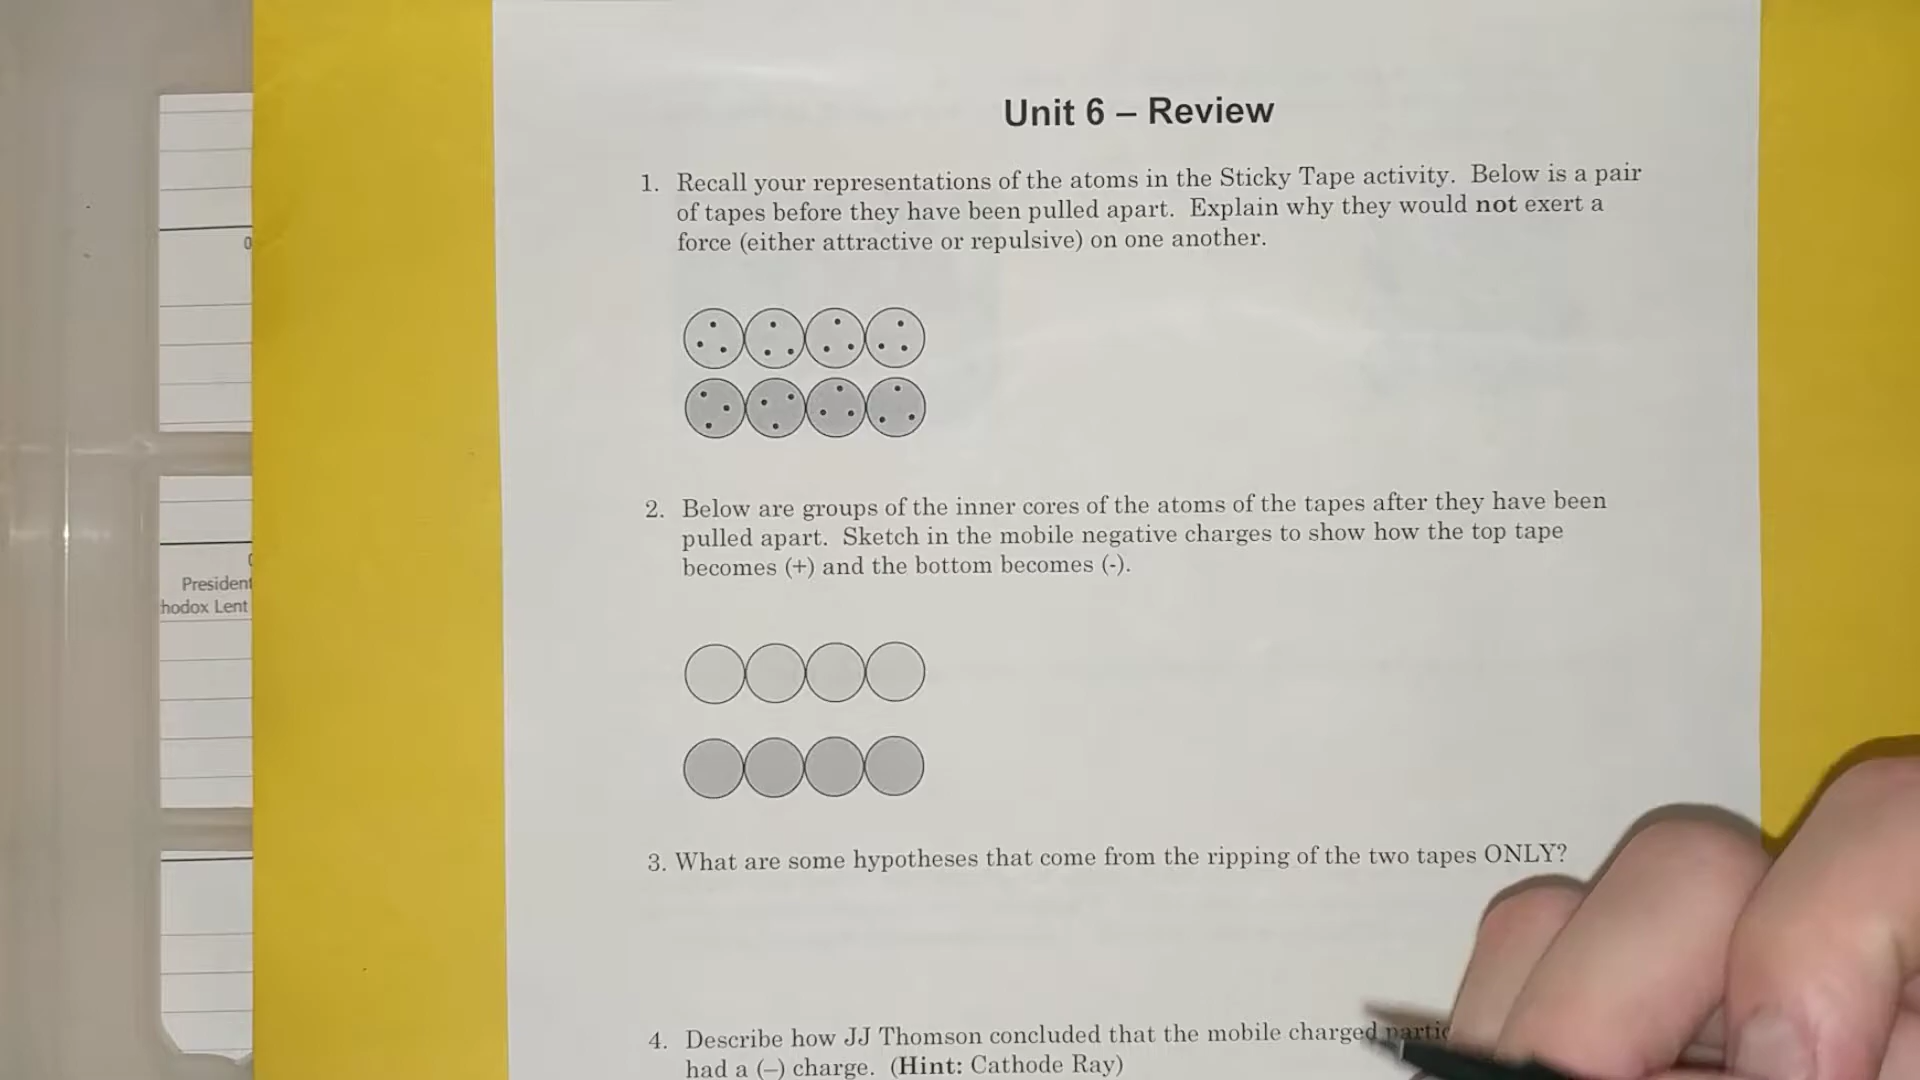 Unit 6 – Review
1. Recall your representations of the atoms in the Sticky Tape activity. Below is a pair
of tapes before they have been pulled apart. Explain why they would not exert a
force (either attractive or repulsive) on one another.
2. Below are groups of the inner cores of the atoms of the tapes after they have been
pulled apart. Sketch in the mobile negative charges to show how the top tape
becomes (+) and the bottom becomes (-).
3. What are some hypotheses that come from the ripping of the two tapes ONLY?
4. Describe how JJ Thomson concluded that the mobile charged
had a (–) charge. (Hint: Cathode Ray)
0
President
hodox Lent